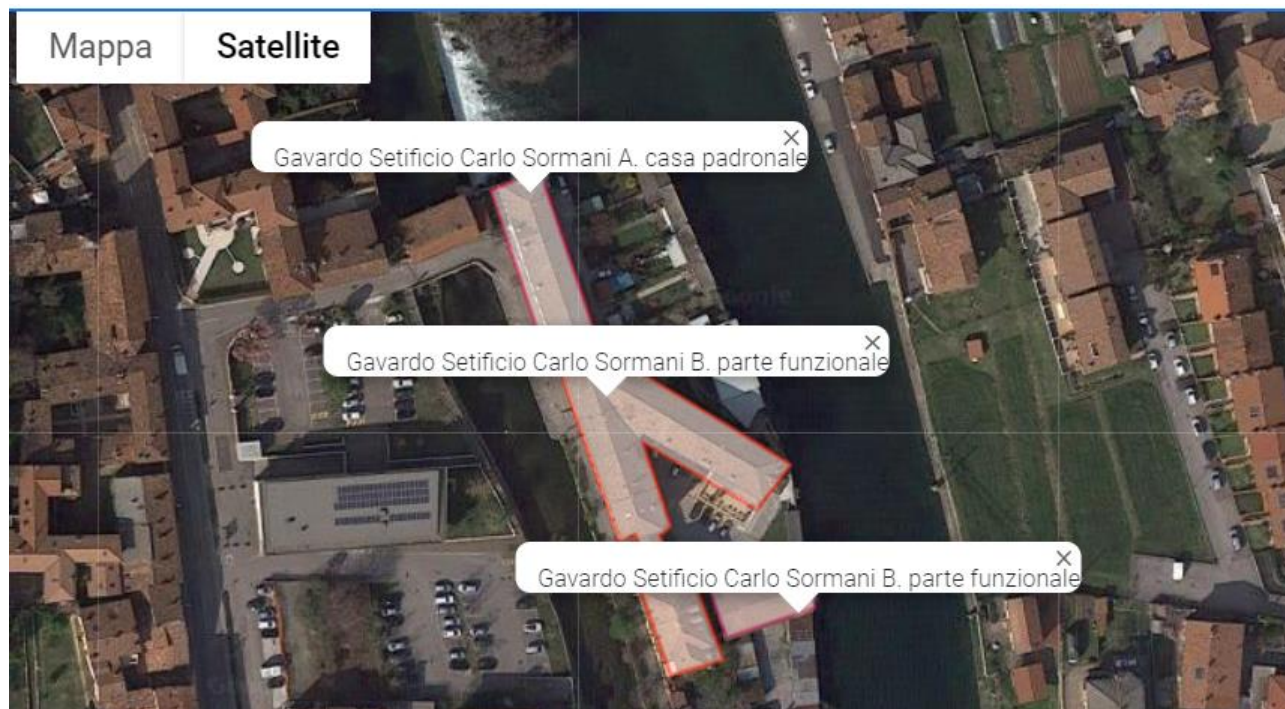 Mappa Satellite
Gavardo Setificio Carlo Sormani A. casa padronale
Gavardo Setificio Carlo Sormani B. parte funzionale
Gavardo Setificio Carlo Sormani B. parte funzionale